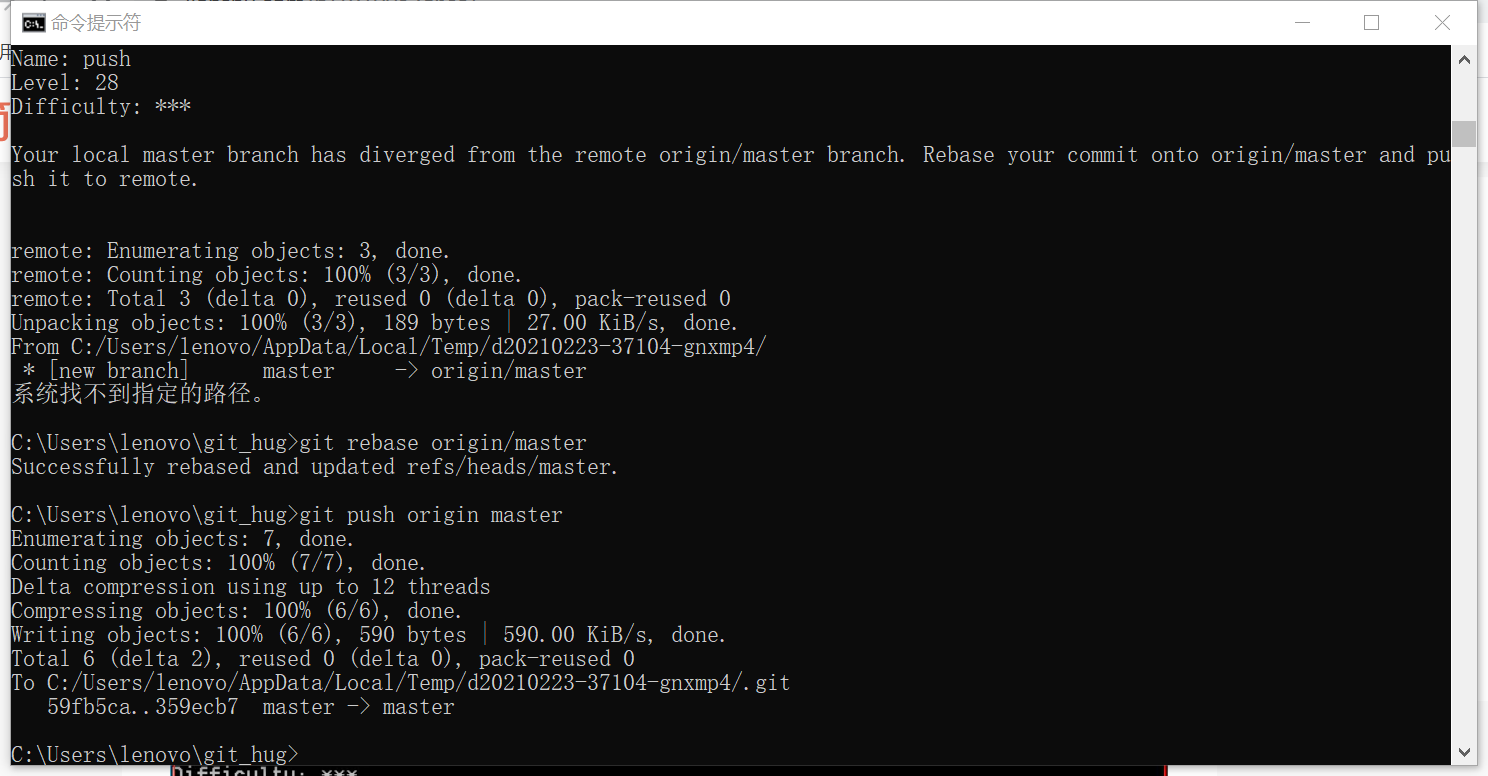 命令提示符
Name: push
Level: 28
Difficulty: ***
Your local master branch has diverged from the remote origin/master branch. Rebase your commit onto origin/master and pu
sh it to remote.
remote: Enumerating objects: 3, done.
remote: Counting objects: 100% (3/3), done.
remote: Total 3 (delta 0), reused 0 (delta 0), pack-reused 0
Unpacking objects: 100% (3/3), 189 bytes | 27.00 KiB/s, done.
From C:/Users/lenovo/AppData/Local/Temp/d20210223-37104-gnxmp4/
 * [new branch]      master     -> origin/master
系统找不到指定的路径。
C:\Users\lenovo\git_hug>git rebase origin/master
Successfully rebased and updated refs/heads/master.
C:\Users\lenovo\git_hug>git push origin master
Enumerating objects: 7, done.
Counting objects: 100% (7/7), done.
Delta compression using up to 12 threads
Compressing objects: 100% (6/6), done.
Writing objects: 100% (6/6), 590 bytes | 590.00 KiB/s, done.
Total 6 (delta 2), reused 0 (delta 0), pack-reused 0
To C:/Users/lenovo/AppData/Local/Temp/d20210223-37104-gnxmp4/.git
   59fb5ca..359ecb7  master -> master
C:\Users\lenovo\git_hug>
Difficulty: ***